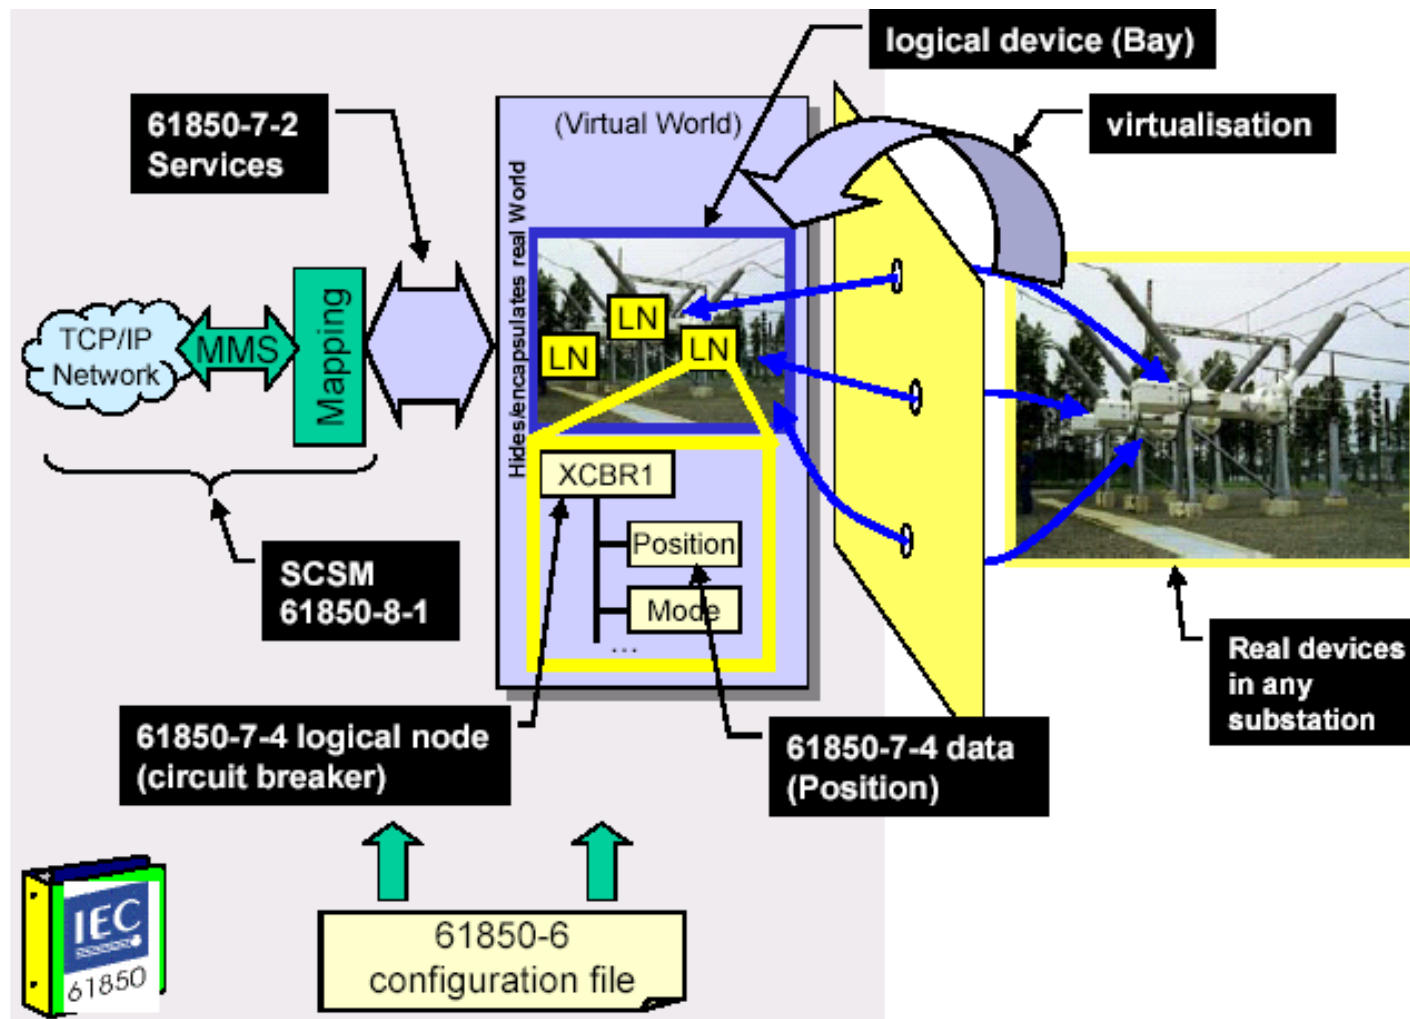 logical device (Bay)
61850-7-2
Services
(Virtual World)
virtualisation
Hides/encapsulates real World
TCP/IP
Network
MMS
Mapping
LN
LN
LN
XCBR1
Position
Mode
...
SCSM
61850-8-1
Real devices
in any
substation
61850-7-4 logical node
(circuit breaker)
61850-7-4 data
(Position)
IEC
61850
61850-6
configuration file